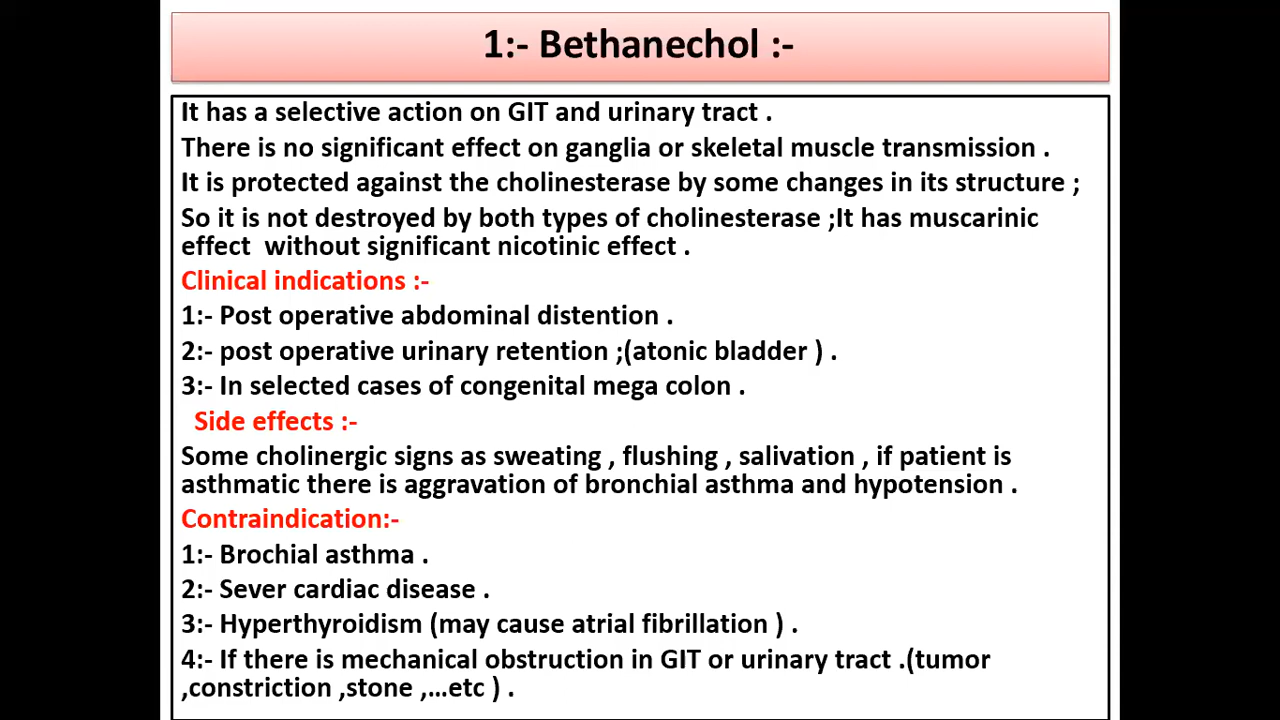 1:- Bethanechol :-
It has a selective action on GIT and urinary tract .
There is no significant effect on ganglia or skeletal muscle transmission .
It is protected against the cholinesterase by some changes in its structure ;
So it is not destroyed by both types of cholinesterase ;It has muscarinic
effect  without significant nicotinic effect .
Clinical indications :-
1:- Post operative abdominal distention .
2:- post operative urinary retention ;(atonic bladder ) .
3:- In selected cases of congenital mega colon .
Side effects :-
Some cholinergic signs as sweating , flushing , salivation , if patient is
asthmatic there is aggravation of bronchial asthma and hypotension .
Contraindication:-
1:- Brochial asthma .
2:- Sever cardiac disease .
3:- Hyperthyroidism (may cause atrial fibrillation ) .
4:- If there is mechanical obstruction in GIT or urinary tract .(tumor
,constriction ,stone ,...etc ) .